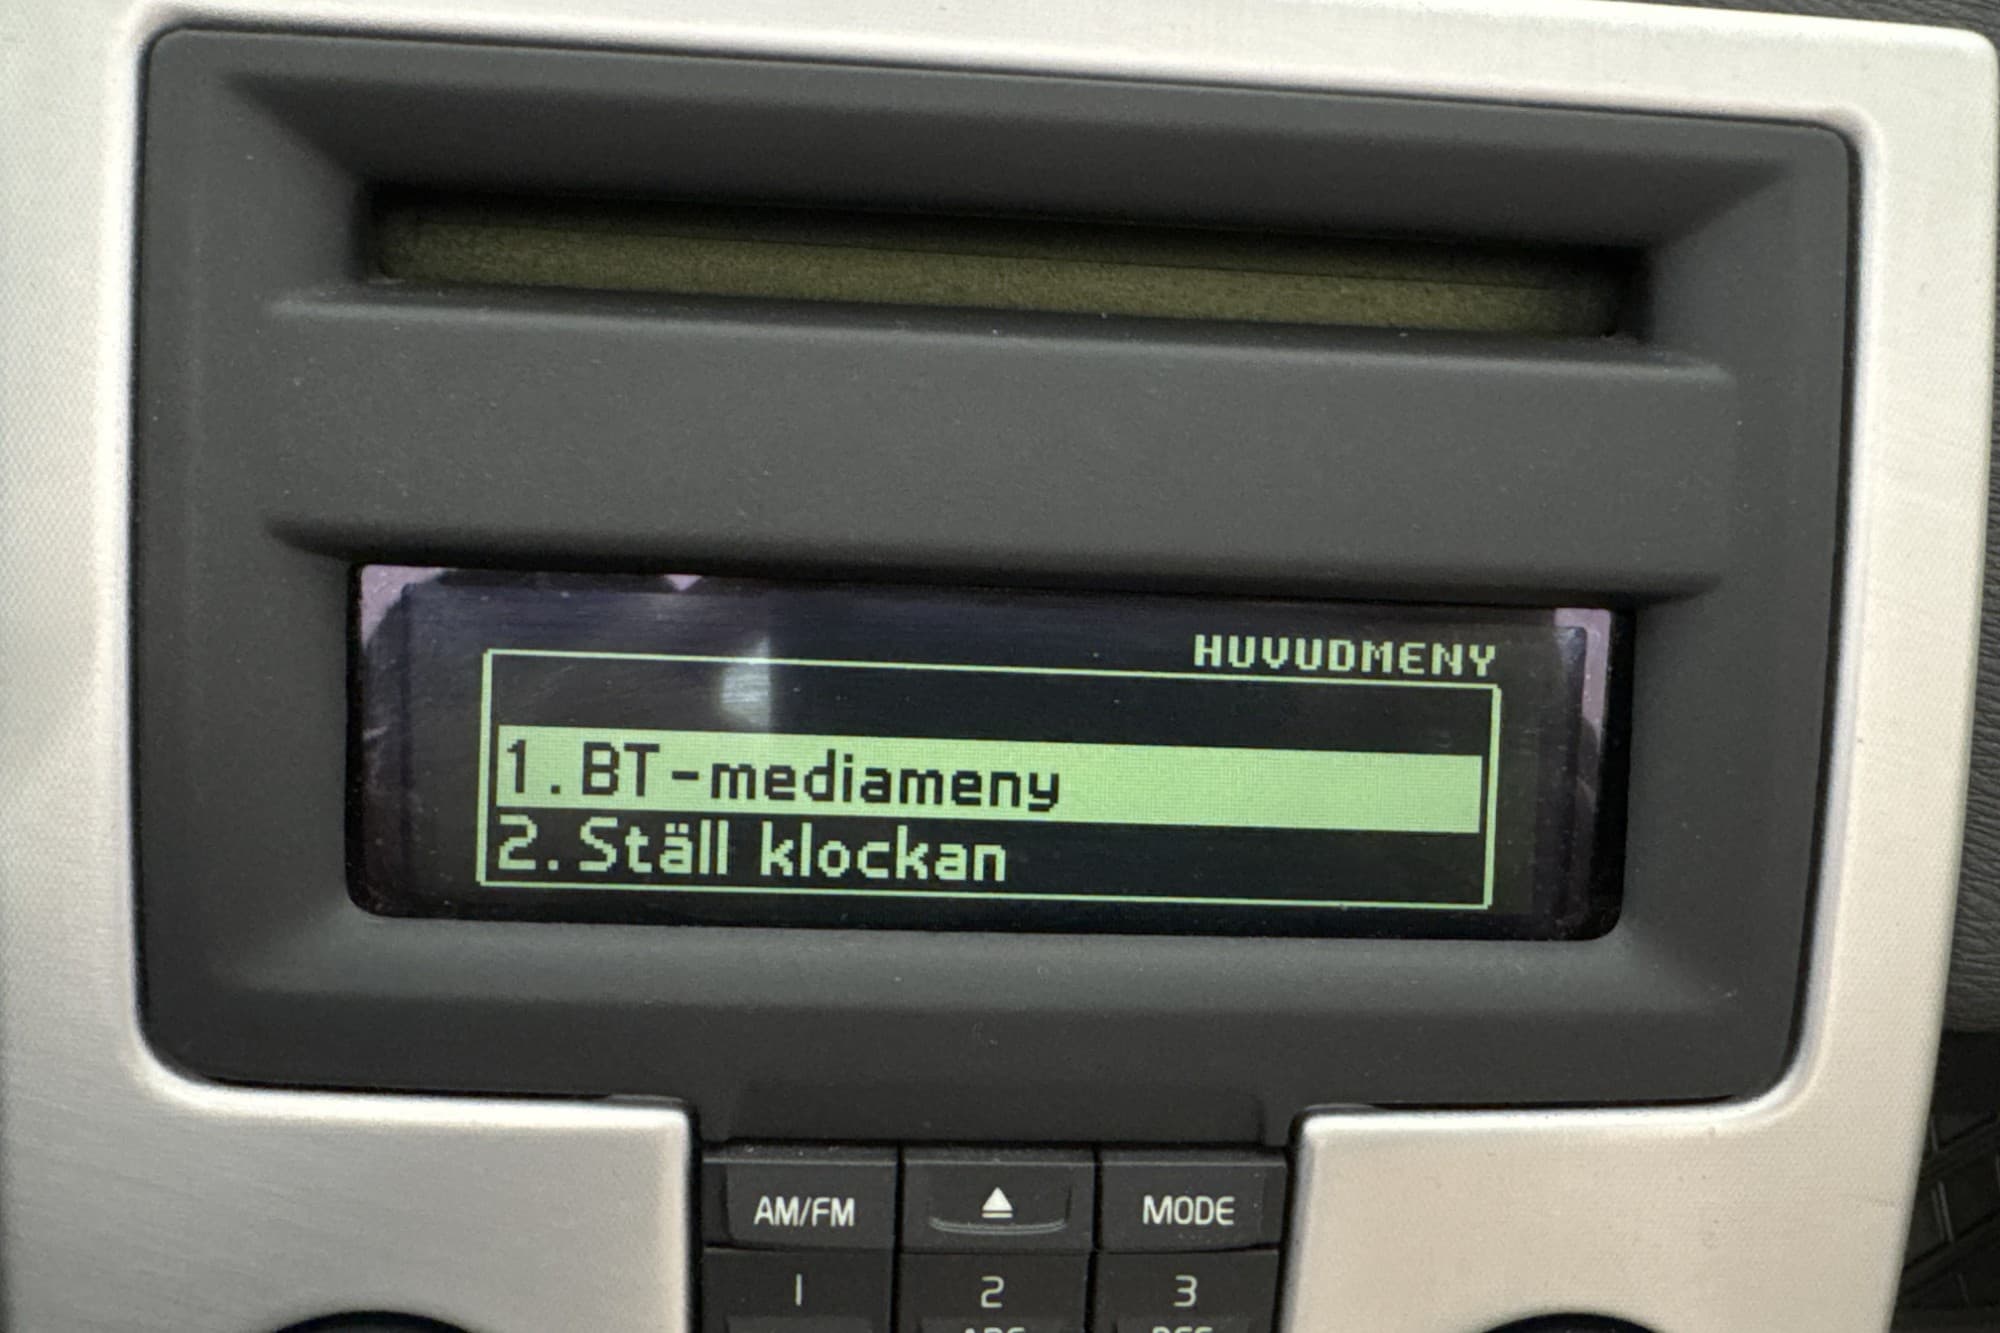 HUVUDMENY
1. BT-mediameny
2. Ställ klockan
AM/FM
MODE
1 2 3